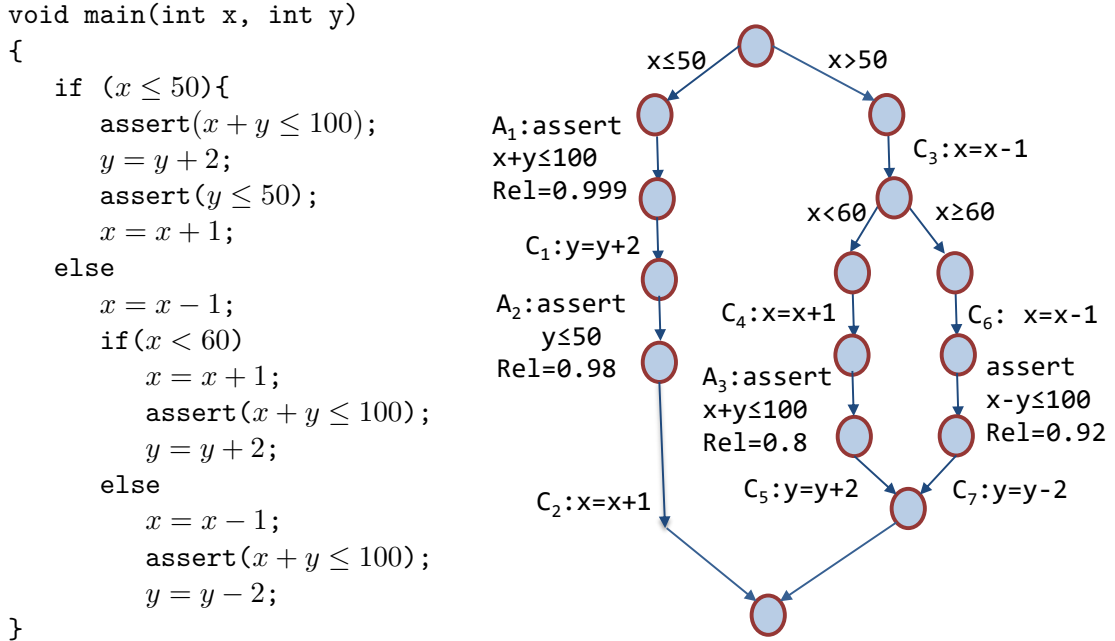 void main(int x, int y)
{
if (x ≤ 50){
assert(x + y ≤ 100);
y = y + 2;
assert(y ≤ 50);
x = x + 1;
else
x = x − 1;
if(x < 60)
x = x + 1;
assert(x + y ≤ 100);
y = y + 2;
else
x = x − 1;
assert(x + y ≤ 100);
y = y − 2;
}
x≤50
x>50
A₁:assert
x+y≤100
Rel=0.999
C₃:x=x-1
x<60
x≥60
C₁:y=y+2
A₂:assert
y≤50
Rel=0.98
C₄:x=x+1
C₆: x=x-1
A₃:assert
x+y≤100
Rel=0.8
assert
x-y≤100
Rel=0.92
C₂:x=x+1
C₅:y=y+2
C₇:y=y-2